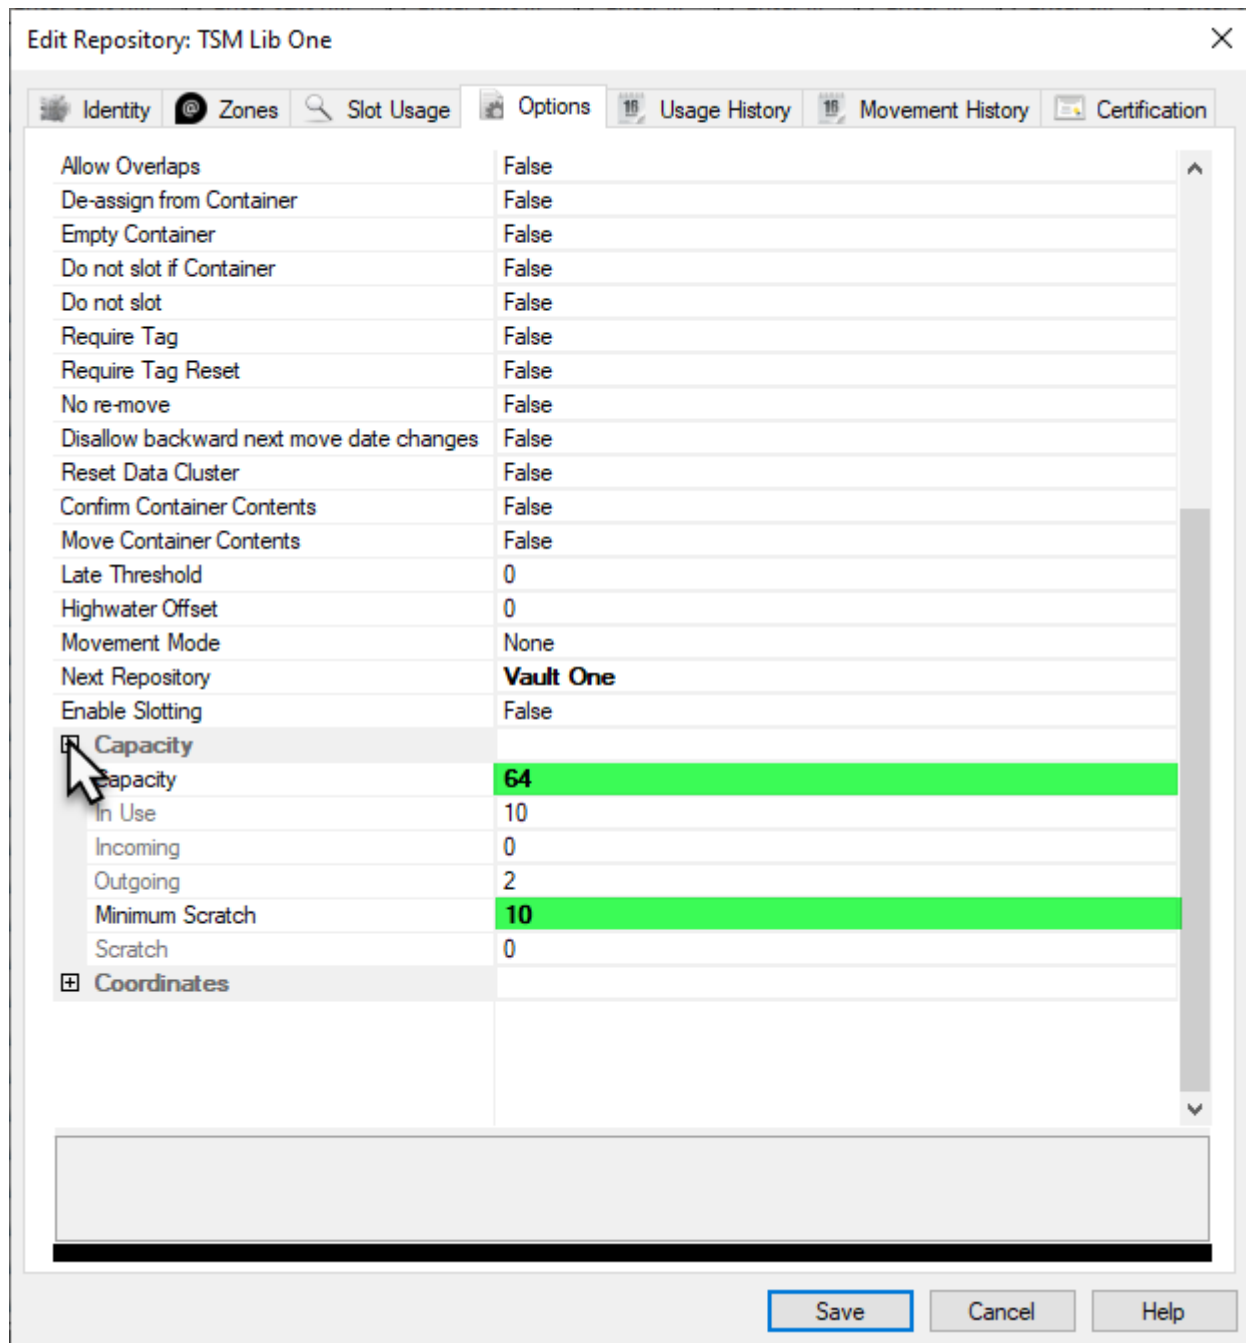 Edit Repository: TSM Lib One
Identity Zones Slot Usage Options Usage History Movement History Certification
Allow Overlaps False
De-assign from Container False
Empty Container False
Do not slot if Container False
Do not slot False
Require Tag False
Require Tag Reset False
No re-move False
Disallow backward next move date changes False
Reset Data Cluster False
Confirm Container Contents False
Move Container Contents False
Late Threshold 0
Highwater Offset 0
Movement Mode None
Next Repository Vault One
Enable Slotting False
Capacity
Capacity 64
In Use 10
Incoming 0
Outgoing 2
Minimum Scratch 10
Scratch 0
Coordinates
Save Cancel Help